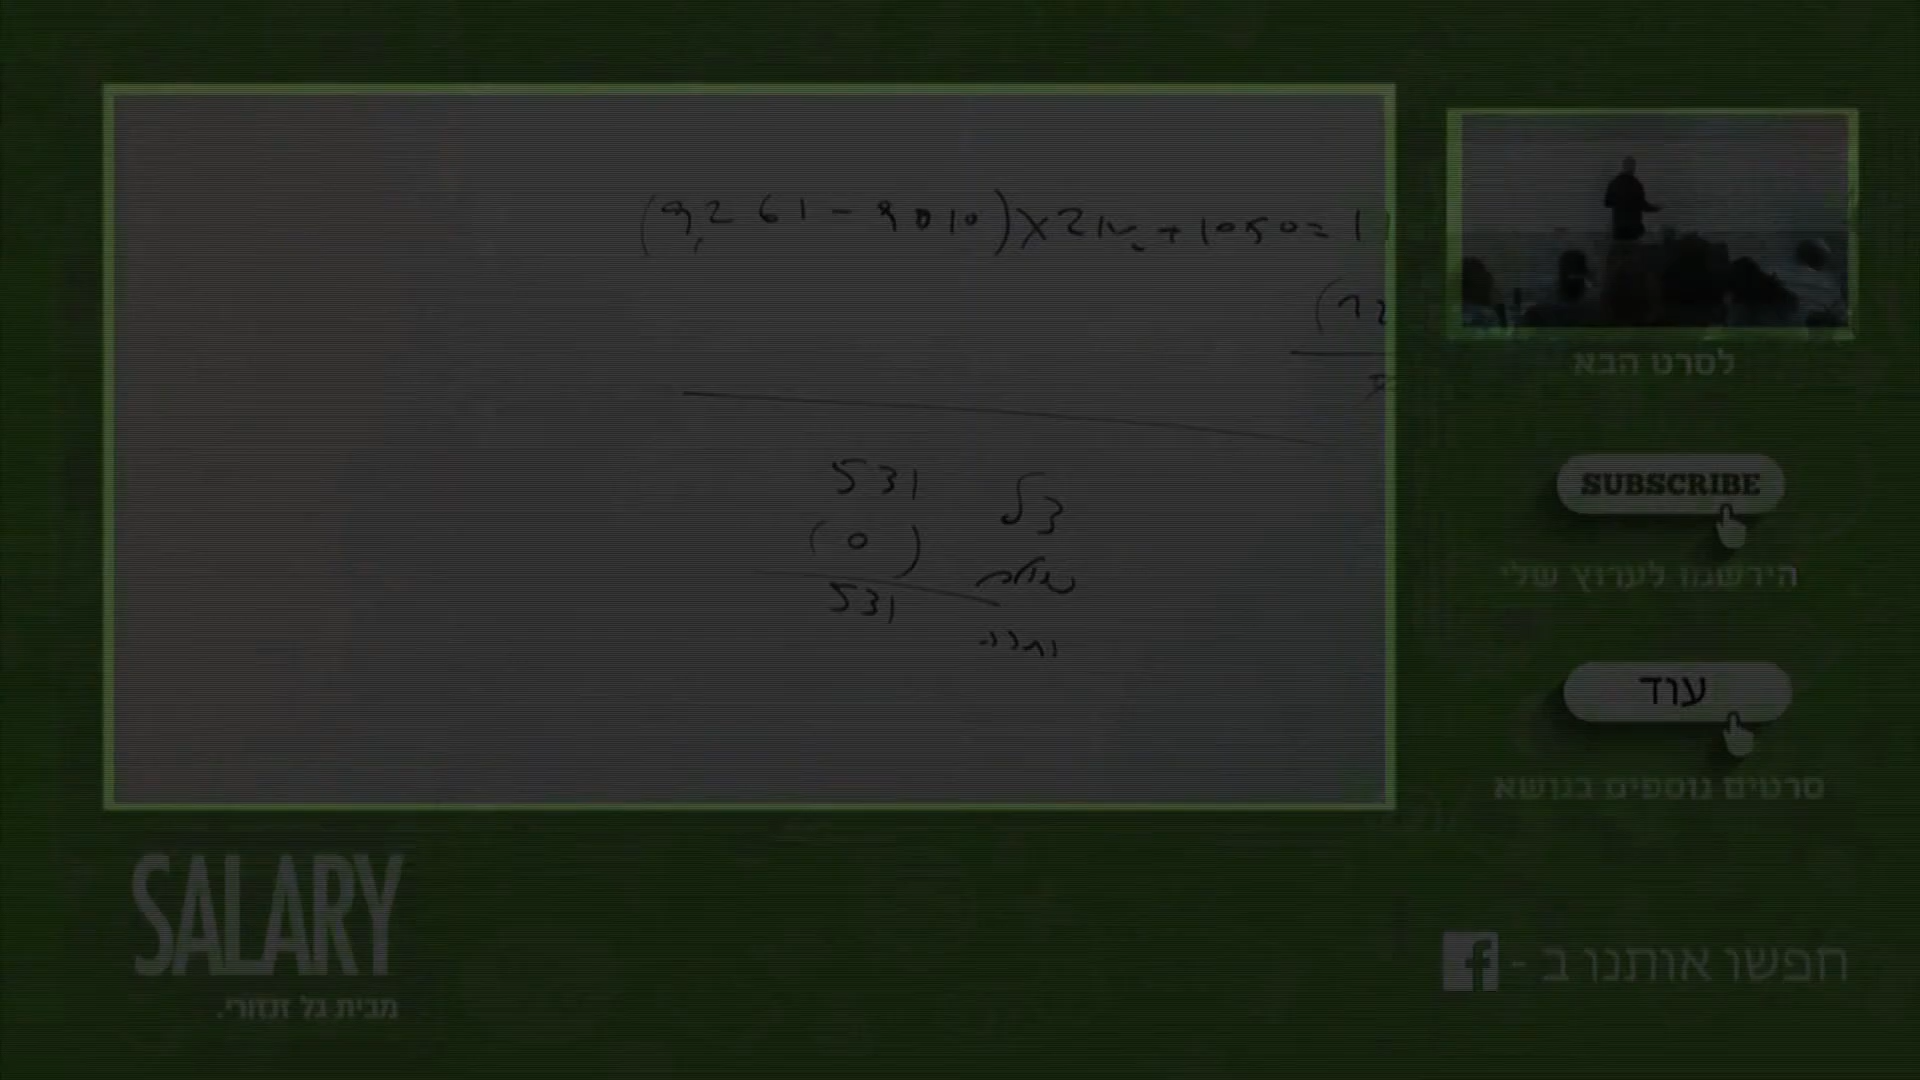 (9,261 - 9010) X 21% + 1050 = 1
531
( 0 )
531
לסרט הבא
SUBSCRIBE
הירשמו לערוץ שלי
עוד
סרטים נוספים בנושא
SALARY
מבית גל תזורי.
חפשו אותנו ב - f